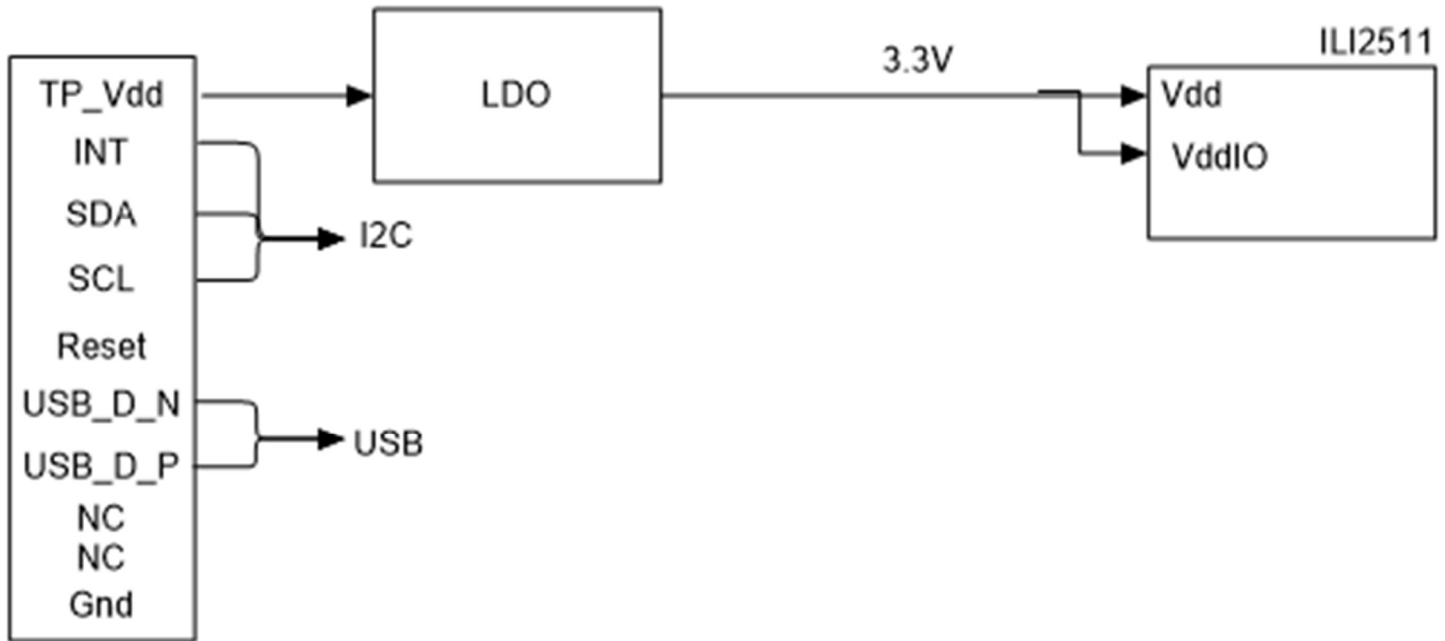 TP_Vdd
INT
SDA
SCL
Reset
USB_D_N
USB_D_P
NC
NC
Gnd
LDO
I2C
USB
3.3V
ILI2511
Vdd
VddIO